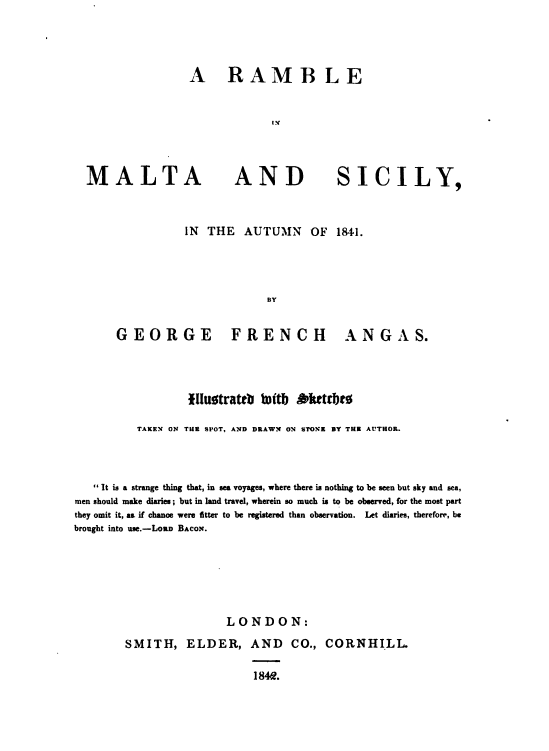 A RAMBLE
IN
MALTA AND SICILY,
IN THE AUTUMN OF 1841.
BY
GEORGE FRENCH ANGAS.
Illustrated with Sketches
TAKEN ON THE SPOT, AND DRAWN ON STONE BY THE AUTHOR.
"It is a strange thing that, in sea voyages, where there is nothing to be seen but sky and sea,
men should make diaries; but in land travel, wherein so much is to be observed, for the most part
they omit it, as if chance were fitter to be registered than observation. Let diaries, therefore, be
brought into use.—LORD BACON.
LONDON:
SMITH, ELDER, AND CO., CORNHILL.
1842.